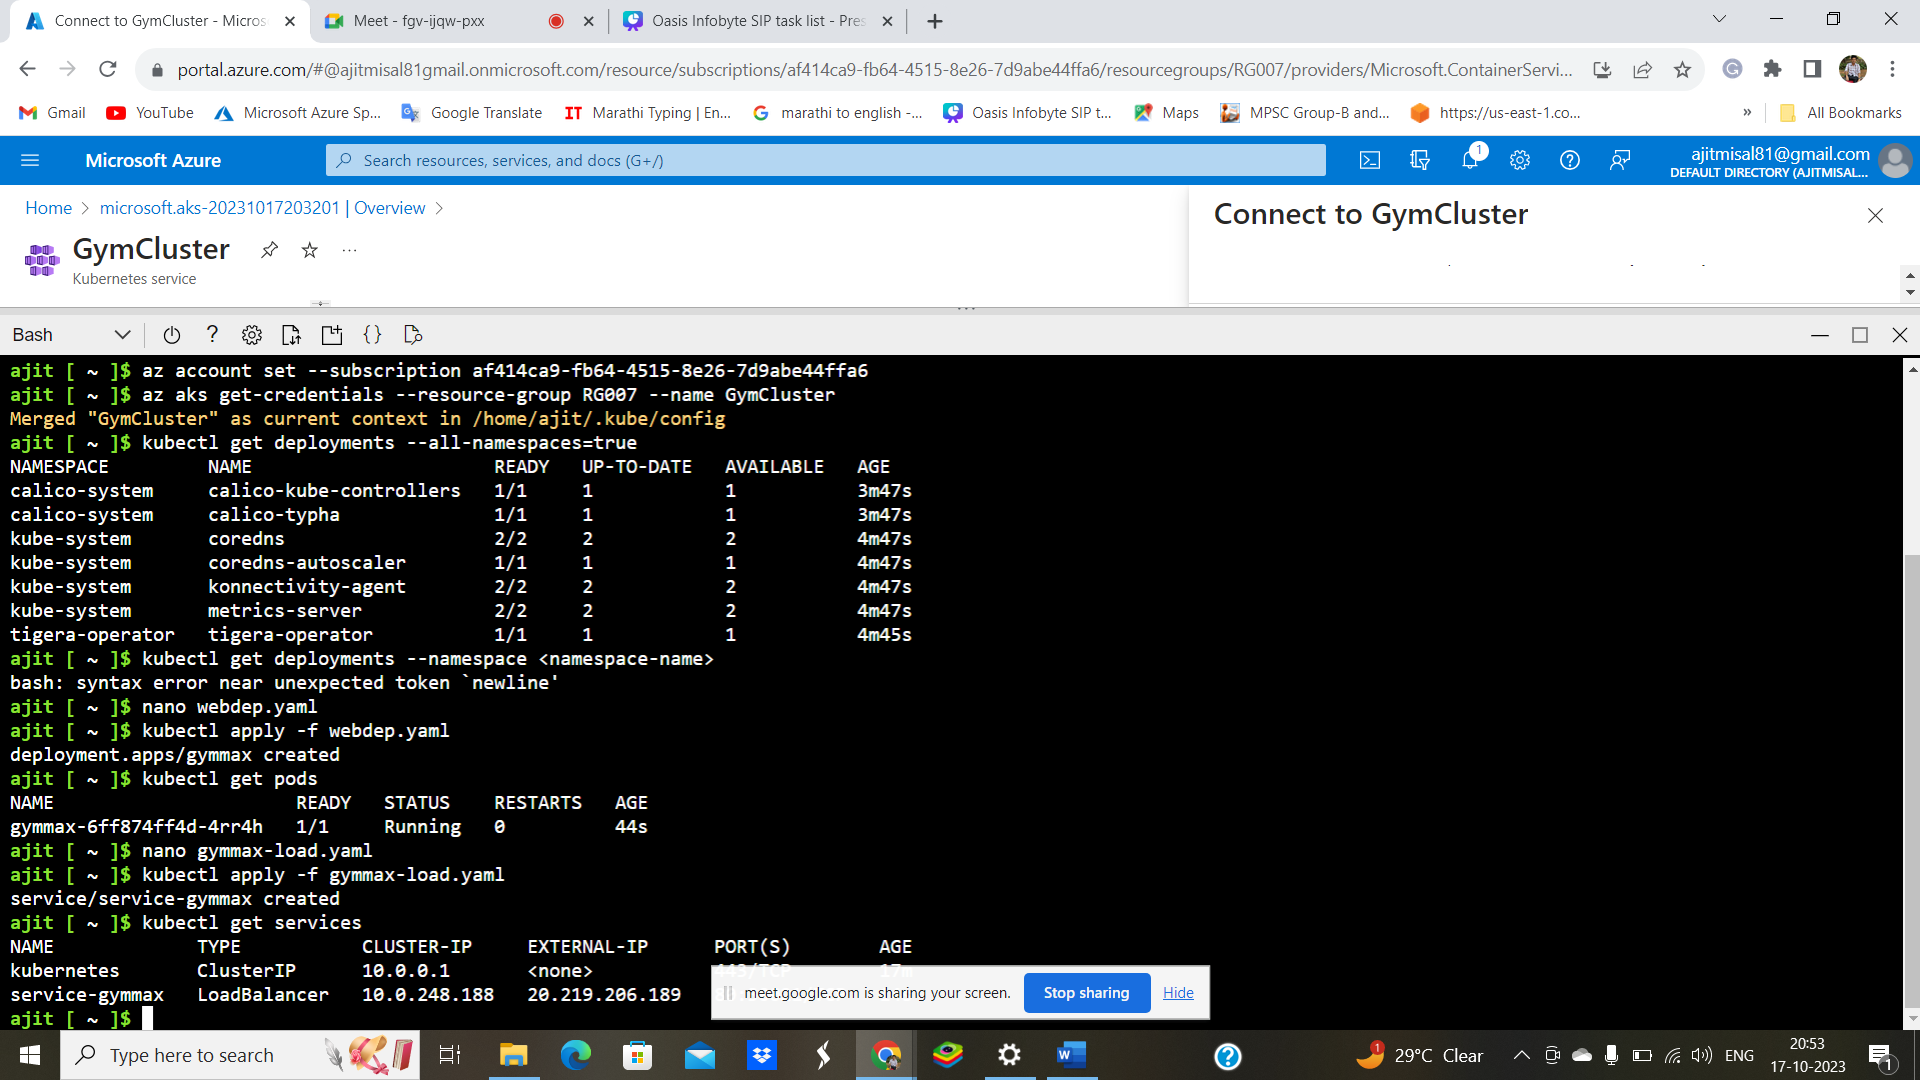 Connect to GymCluster - Micros
Meet - fgv-ijqw-pxx
Oasis Infobyte SIP task list - Pres
portal.azure.com/#@ajitmisal81gmail.onmicrosoft.com/resource/subscriptions/af414ca9-fb64-4515-8e26-7d9abe44ffa6/resourcegroups/RG007/providers/Microsoft.ContainerServi...
Gmail YouTube Microsoft Azure Sp... Google Translate Marathi Typing | En... marathi to english -... Oasis Infobyte SIP t... Maps MPSC Group-B and... https://us-east-1.co... » All Bookmarks
Microsoft Azure
Search resources, services, and docs (G+/)
1
ajitmisal81@gmail.com
DEFAULT DIRECTORY (AJITMISAL...
Home > microsoft.aks-20231017203201 | Overview >
Connect to GymCluster
GymCluster
Kubernetes service
Bash
ajit [ ~ ]$ az account set --subscription af414ca9-fb64-4515-8e26-7d9abe44ffa6
ajit [ ~ ]$ az aks get-credentials --resource-group RG007 --name GymCluster
Merged "GymCluster" as current context in /home/ajit/.kube/config
ajit [ ~ ]$ kubectl get deployments --all-namespaces=true
NAMESPACE NAME READY UP-TO-DATE AVAILABLE AGE
calico-system calico-kube-controllers 1/1 1 1 3m47s
calico-system calico-typha 1/1 1 1 3m47s
kube-system coredns 2/2 2 2 4m47s
kube-system coredns-autoscaler 1/1 1 1 4m47s
kube-system konnectivity-agent 2/2 2 2 4m47s
kube-system metrics-server 2/2 2 2 4m47s
tigera-operator tigera-operator 1/1 1 1 4m45s
ajit [ ~ ]$ kubectl get deployments --namespace <namespace-name>
bash: syntax error near unexpected token `newline'
ajit [ ~ ]$ nano webdep.yaml
ajit [ ~ ]$ kubectl apply -f webdep.yaml
deployment.apps/gymmax created
ajit [ ~ ]$ kubectl get pods
NAME READY STATUS RESTARTS AGE
gymmax-6ff874ff4d-4rr4h 1/1 Running 0 44s
ajit [ ~ ]$ nano gymmax-load.yaml
ajit [ ~ ]$ kubectl apply -f gymmax-load.yaml
service/service-gymmax created
ajit [ ~ ]$ kubectl get services
NAME TYPE CLUSTER-IP EXTERNAL-IP PORT(S) AGE
kubernetes ClusterIP 10.0.0.1 <none> 443/TCP 17m
service-gymmax LoadBalancer 10.0.248.188 20.219.206.189
meet.google.com is sharing your screen. Stop sharing Hide
ajit [ ~ ]$
Type here to search
1
29°C Clear
ENG
20:53
17-10-2023
1